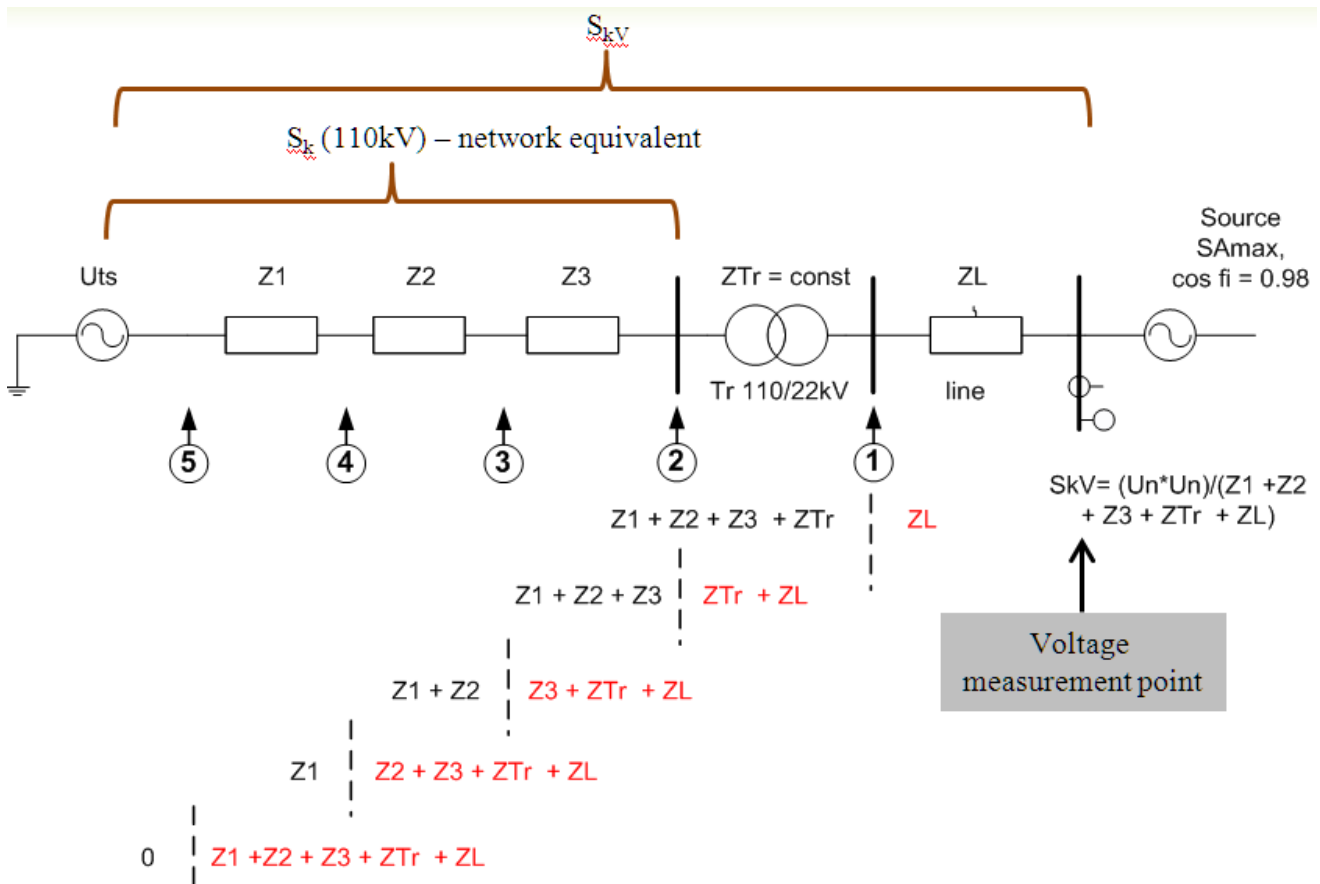 SkV
Sk (110kV) – network equivalent
Source
SAmax,
cos fi = 0.98
Uts
Z1
Z2
Z3
ZTr = const
ZL
Tr 110/22kV
line
5
4
3
2
1
SkV= (Un*Un)/(Z1 +Z2
+ Z3 + ZTr + ZL)
Z1 + Z2 + Z3 + ZTr
ZL
Z1 + Z2 + Z3
ZTr + ZL
Voltage
measurement point
Z1 + Z2
Z3 + ZTr + ZL
Z1
Z2 + Z3 + ZTr + ZL
0
Z1 +Z2 + Z3 + ZTr + ZL